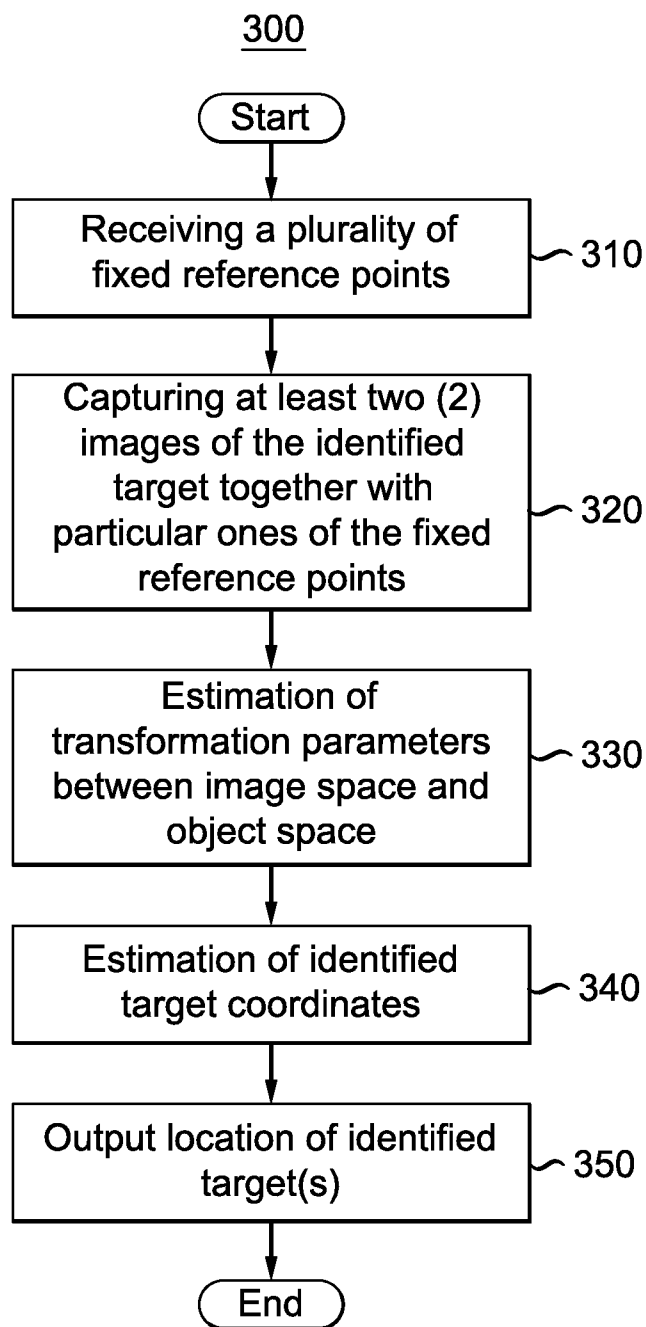 300
Start
Receiving a plurality of
fixed reference points
310
Capturing at least two (2)
images of the identified
target together with
particular ones of the fixed
reference points
320
Estimation of
transformation parameters
between image space and
object space
330
Estimation of identified
target coordinates
340
Output location of identified
target(s)
350
End